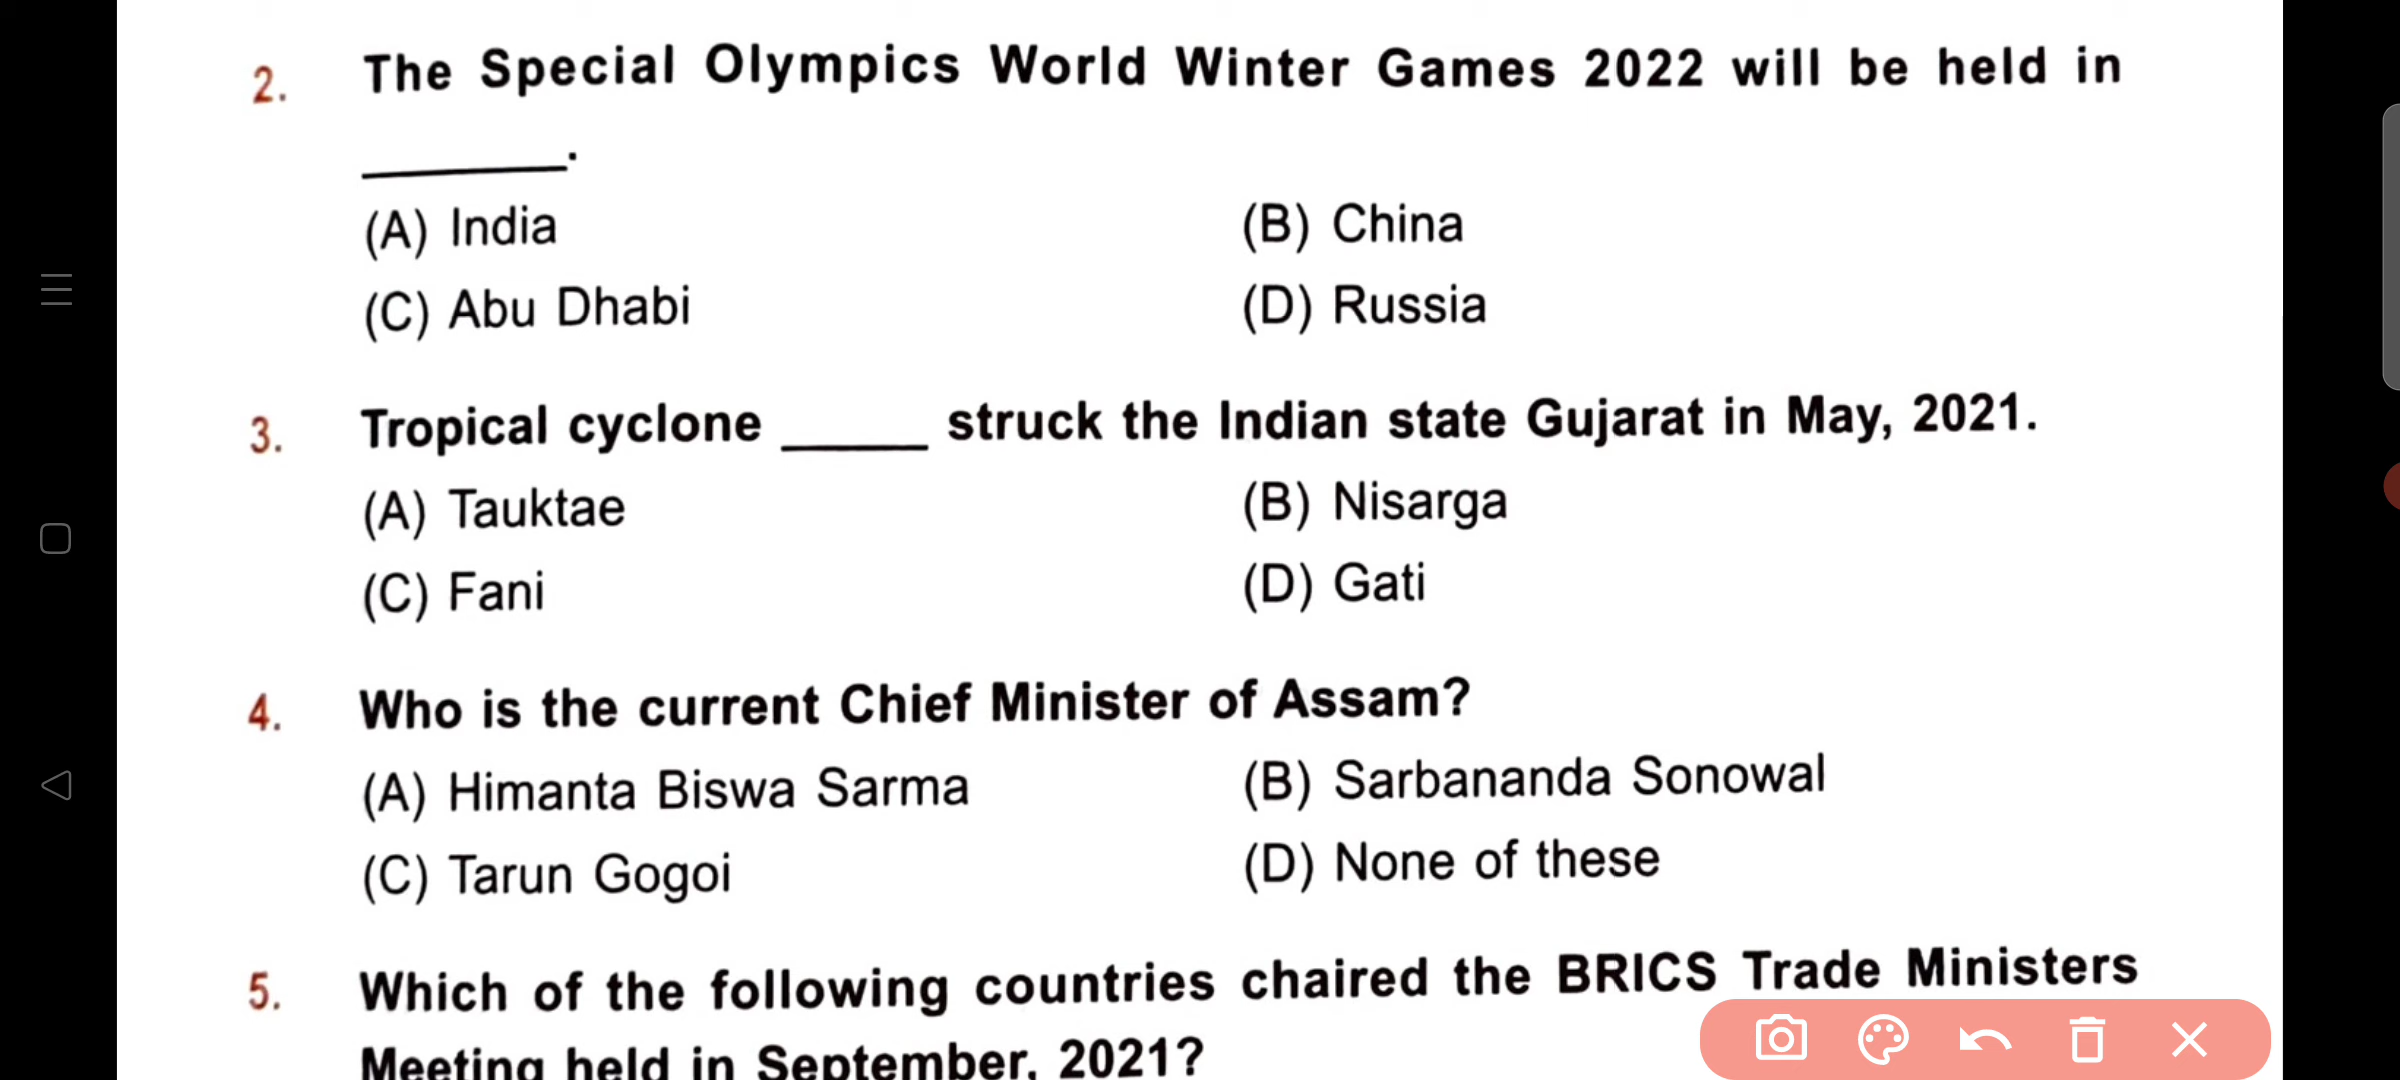 2. The Special Olympics World Winter Games 2022 will be held in
______.
(A) India (B) China
(C) Abu Dhabi (D) Russia
3. Tropical cyclone _____ struck the Indian state Gujarat in May, 2021.
(A) Tauktae (B) Nisarga
(C) Fani (D) Gati
4. Who is the current Chief Minister of Assam?
(A) Himanta Biswa Sarma (B) Sarbananda Sonowal
(C) Tarun Gogoi (D) None of these
5. Which of the following countries chaired the BRICS Trade Ministers
Meeting held in September, 2021?